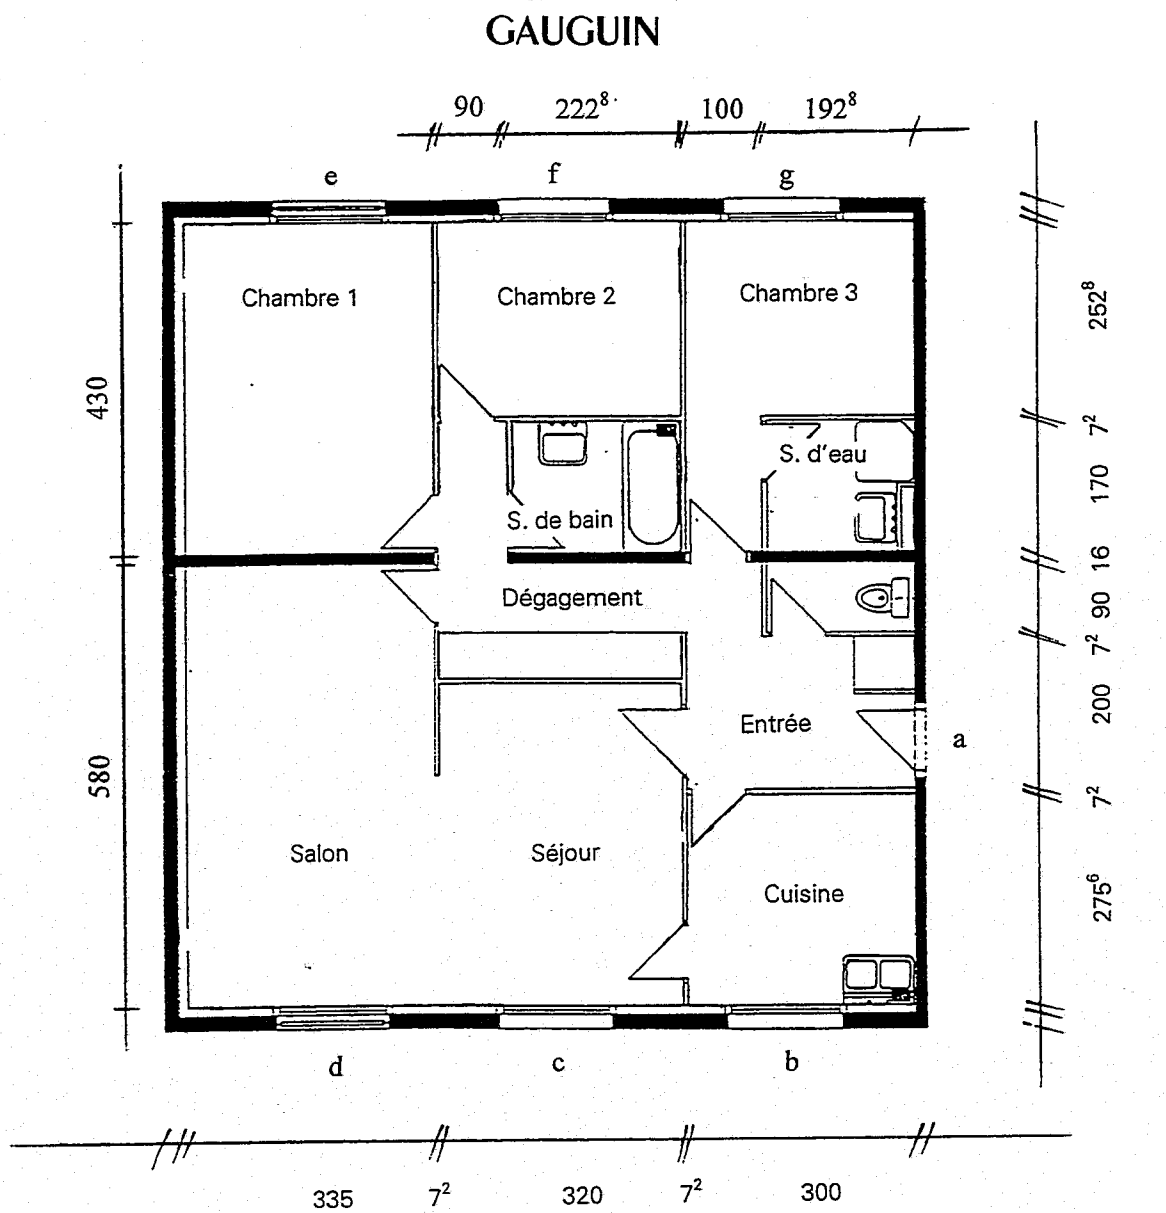 GAUGUIN
90 222⁸ 100 192⁸
e f g
Chambre 1 Chambre 2 Chambre 3
252⁸
430
7²
S. d'eau
170
S. de bain
16
Dégagement
90
7²
200
Entrée
a
580
7²
Salon Séjour
Cuisine
275⁶
d c b
335 7² 320 7² 300